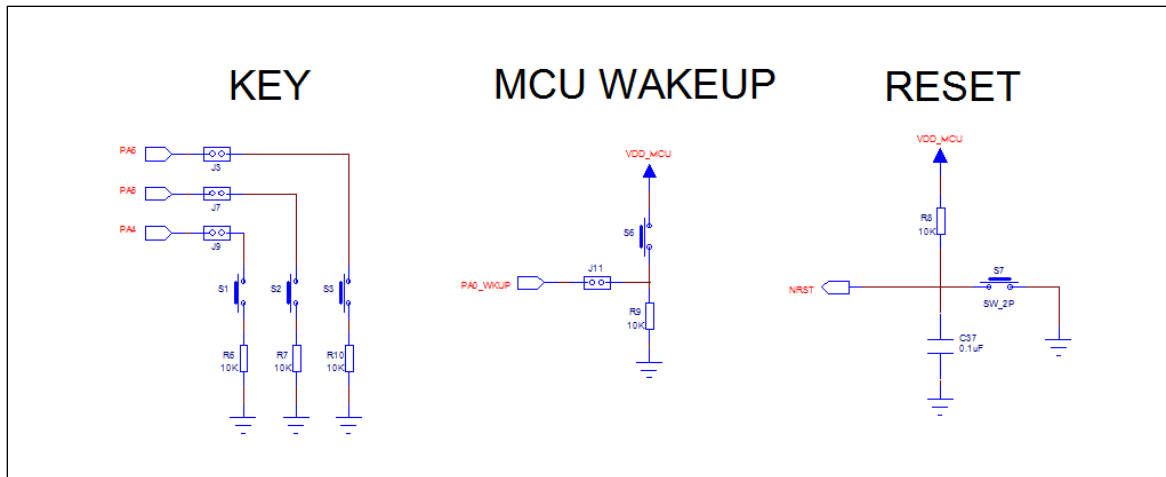 KEY
PA6
J3
PA5
J7
PA4
J9
S1
S2
S3
R6
10K
R7
10K
R10
10K
MCU WAKEUP
VDD_MCU
S6
J11
PA0_WKUP
R9
10K
RESET
VDD_MCU
R8
10K
S7
SW_2P
NRST
C37
0.1uF